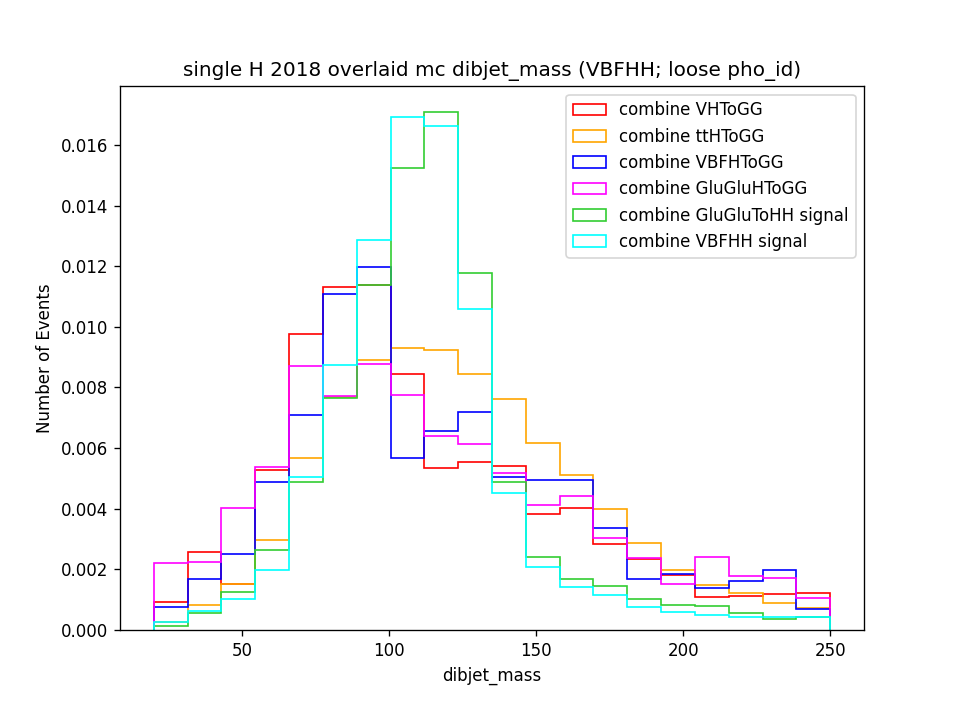 single H 2018 overlaid mc dibjet_mass (VBFHH; loose pho_id)
combine VHToGG
combine ttHToGG
combine VBFHToGG
combine GluGluHToGG
combine GluGluToHH signal
combine VBFHH signal
Number of Events
0.016
0.014
0.012
0.010
0.008
0.006
0.004
0.002
0.000
50
100
150
200
250
dibjet_mass